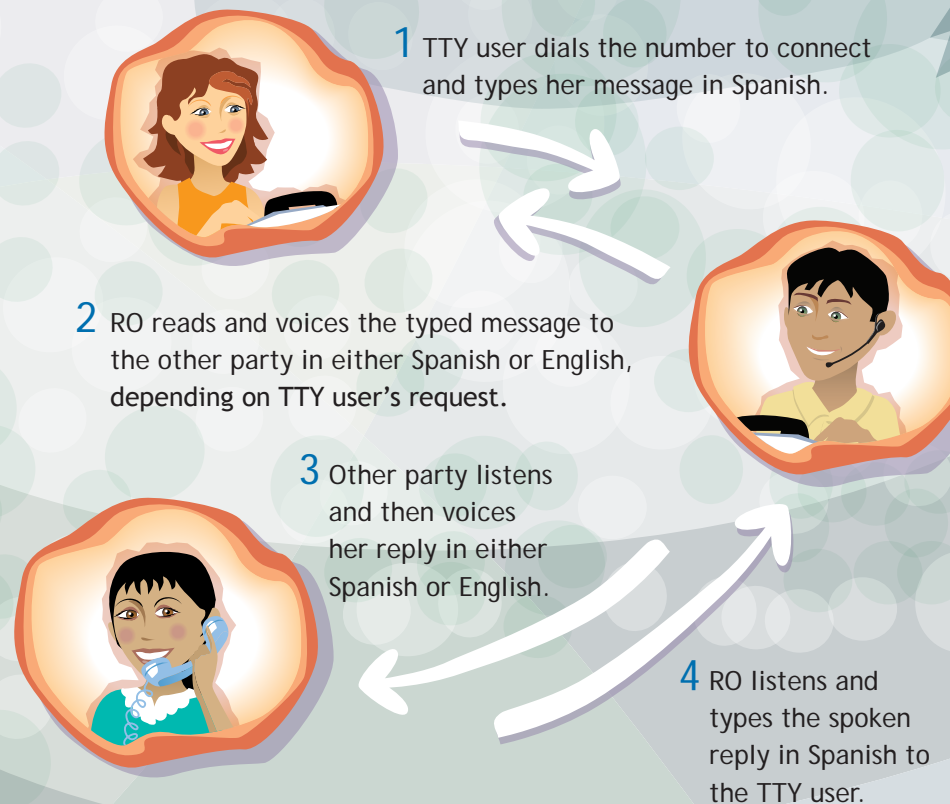 1 TTY user dials the number to connect
and types her message in Spanish.
2 RO reads and voices the typed message to
the other party in either Spanish or English,
depending on TTY user's request.
3 Other party listens
and then voices
her reply in either
Spanish or English.
4 RO listens and
types the spoken
reply in Spanish to
the TTY user.